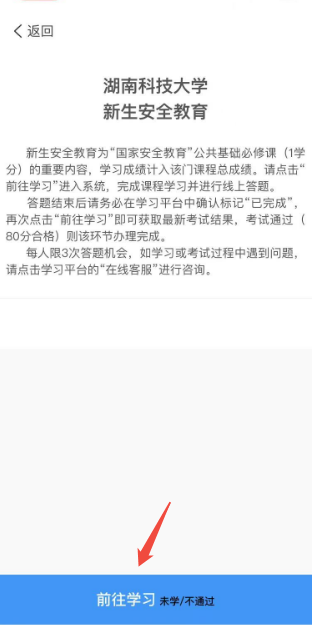 返回
湖南科技大学
新生安全教育
新生安全教育为“国家安全教育”公共基础必修课（1学
分）的重要内容，学习成绩计入该门课程总成绩。请点击“
前往学习”进入系统，完成课程学习并进行线上答题。
答题结束后请务必在学习平台中确认标记“已完成”，
再次点击“前往学习”即可获取最新考试结果，考试通过（
80分合格）则该环节办理完成。
每人限3次答题机会，如学习或考试过程中遇到问题，
请点击学习平台的“在线客服”进行咨询。
前往学习 未学/不通过